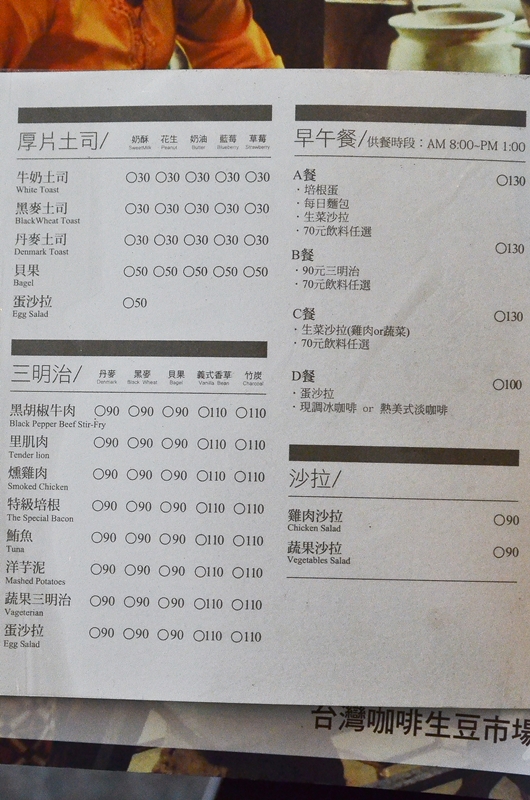 厚片土司/ 奶酥 花生 奶油 藍莓 草莓
SweetMilk Peanut Butter Blueberry Strawberry
牛奶土司 ○30 ○30 ○30 ○30 ○30
White Toast
黑麥土司 ○30 ○30 ○30 ○30 ○30
BlackWheat Toast
丹麥土司 ○30 ○30 ○30 ○30 ○30
Denmark Toast
貝果 ○50 ○50 ○50 ○50 ○50
Bagel
蛋沙拉 ○50
Egg Salad
三明治/ 丹麥 黑麥 貝果 義式香草 竹炭
Denmark Black Wheat Bagel Vanilla Bean Charcoal
黑胡椒牛肉 ○90 ○90 ○90 ○110 ○110
Black Pepper Beef Stir-Fry
里肌肉 ○90 ○90 ○90 ○110 ○110
Tender lion
燻雞肉 ○90 ○90 ○90 ○110 ○110
Smoked Chicken
特級培根 ○90 ○90 ○90 ○110 ○110
The Special Bacon
鮪魚 ○90 ○90 ○90 ○110 ○110
Tuna
洋芋泥 ○90 ○90 ○90 ○110 ○110
Mashed Potatoes
蔬果三明治 ○90 ○90 ○90 ○110 ○110
Vageterian
蛋沙拉 ○90 ○90 ○90 ○110 ○110
Egg Salad
早午餐/供餐時段：AM 8:00~PM 1:00
A餐 ○130
·培根蛋
·每日麵包
·生菜沙拉
·70元飲料任選
B餐 ○130
·90元三明治
·70元飲料任選
C餐 ○130
·生菜沙拉(雞肉or蔬菜)
·70元飲料任選
D餐 ○100
·蛋沙拉
·現調冰咖啡 or 熱美式淡咖啡
沙拉/
雞肉沙拉 ○90
Chicken Salad
蔬果沙拉 ○90
Vegetables Salad
台灣咖啡生豆市場